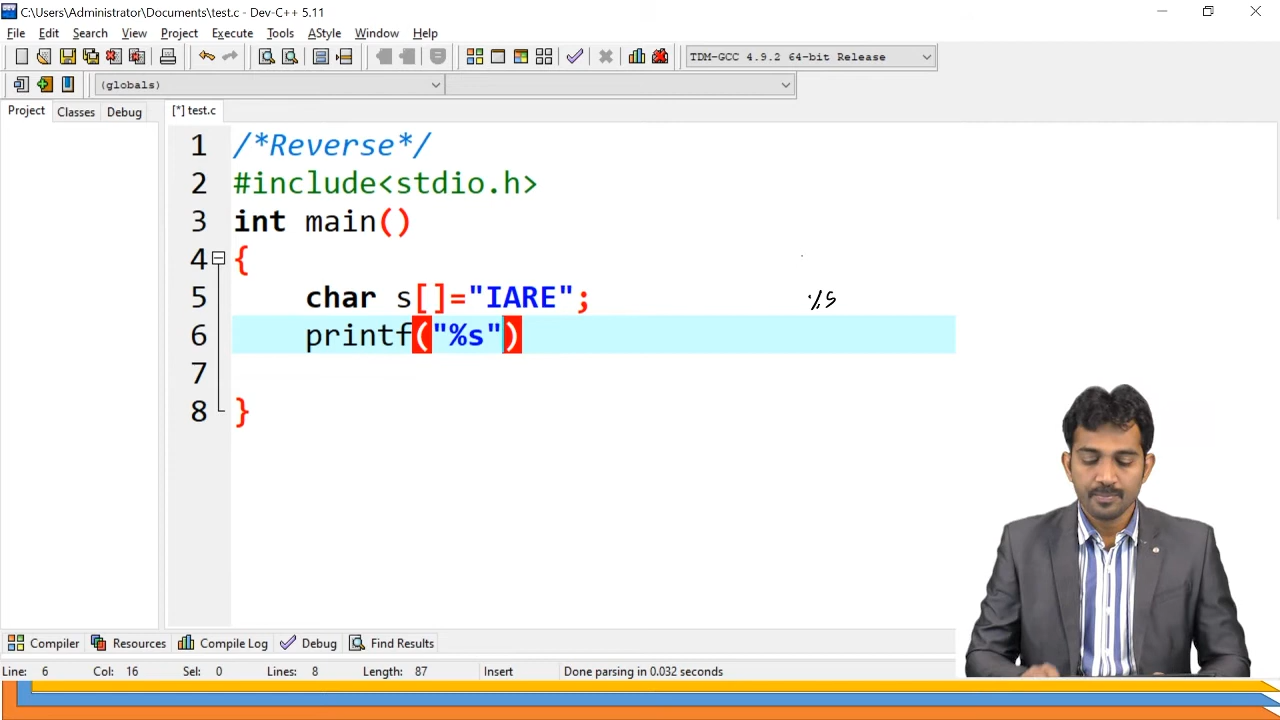 C:\Users\Administrator\Documents\test.c - Dev-C++ 5.11
File Edit Search View Project Execute Tools AStyle Window Help
TDM-GCC 4.9.2 64-bit Release
(globals)
Project Classes Debug [*] test.c
1 /*Reverse*/
2 #include<stdio.h>
3 int main()
4 {
5 char s[]="IARE"; %s
6 printf("%s")
7
8 }
Compiler Resources Compile Log Debug Find Results
Line: 6 Col: 16 Sel: 0 Lines: 8 Length: 87 Insert Done parsing in 0.032 seconds